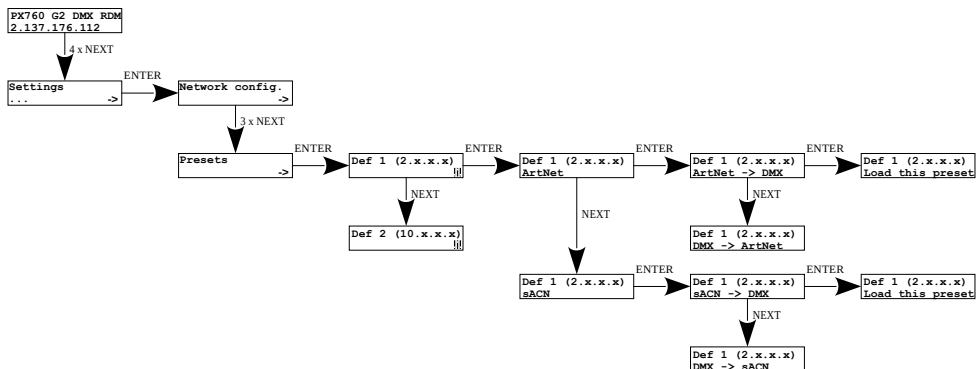 PX760 G2 DMX RDM
2.137.176.112
4 x NEXT
Settings
... ->
ENTER
Network config.
->
3 x NEXT
Presets
->
ENTER
Def 1 (2.x.x.x)
ENTER
Def 1 (2.x.x.x)
ArtNet
ENTER
Def 1 (2.x.x.x)
ArtNet -> DMX
ENTER
Def 1 (2.x.x.x)
Load this preset
NEXT
Def 2 (10.x.x.x)
NEXT
NEXT
Def 1 (2.x.x.x)
DMX -> ArtNet
Def 1 (2.x.x.x)
sACN
ENTER
Def 1 (2.x.x.x)
sACN -> DMX
ENTER
Def 1 (2.x.x.x)
Load this preset
NEXT
Def 1 (2.x.x.x)
DMX -> sACN